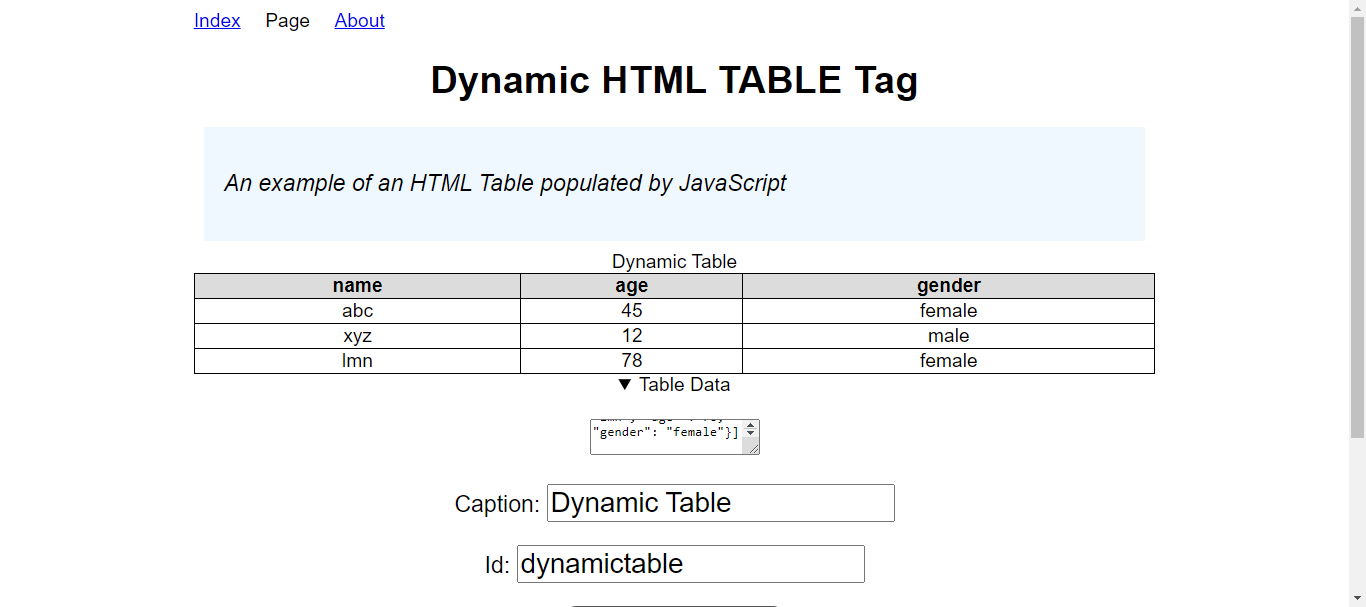 Index Page About
Dynamic HTML TABLE Tag
An example of an HTML Table populated by JavaScript
Dynamic Table
name age gender
abc 45 female
xyz 12 male
lmn 78 female
▼ Table Data
"gender": "female"}]
Caption: Dynamic Table
Id: dynamictable